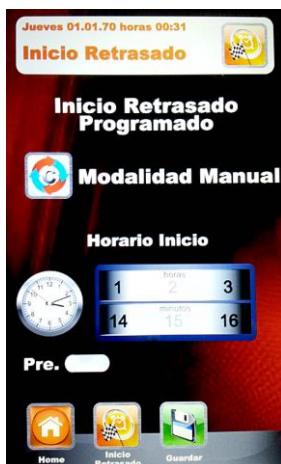 Jueves 01.01.70 horas 00:31
Inicio Retrasado
Inicio Retrasado
Programado
C
Modalidad Manual
Horario Inicio
horas
1 2 3
minutos
14 15 16
Pre.
Home
Inicio
Retrasado
Guardar